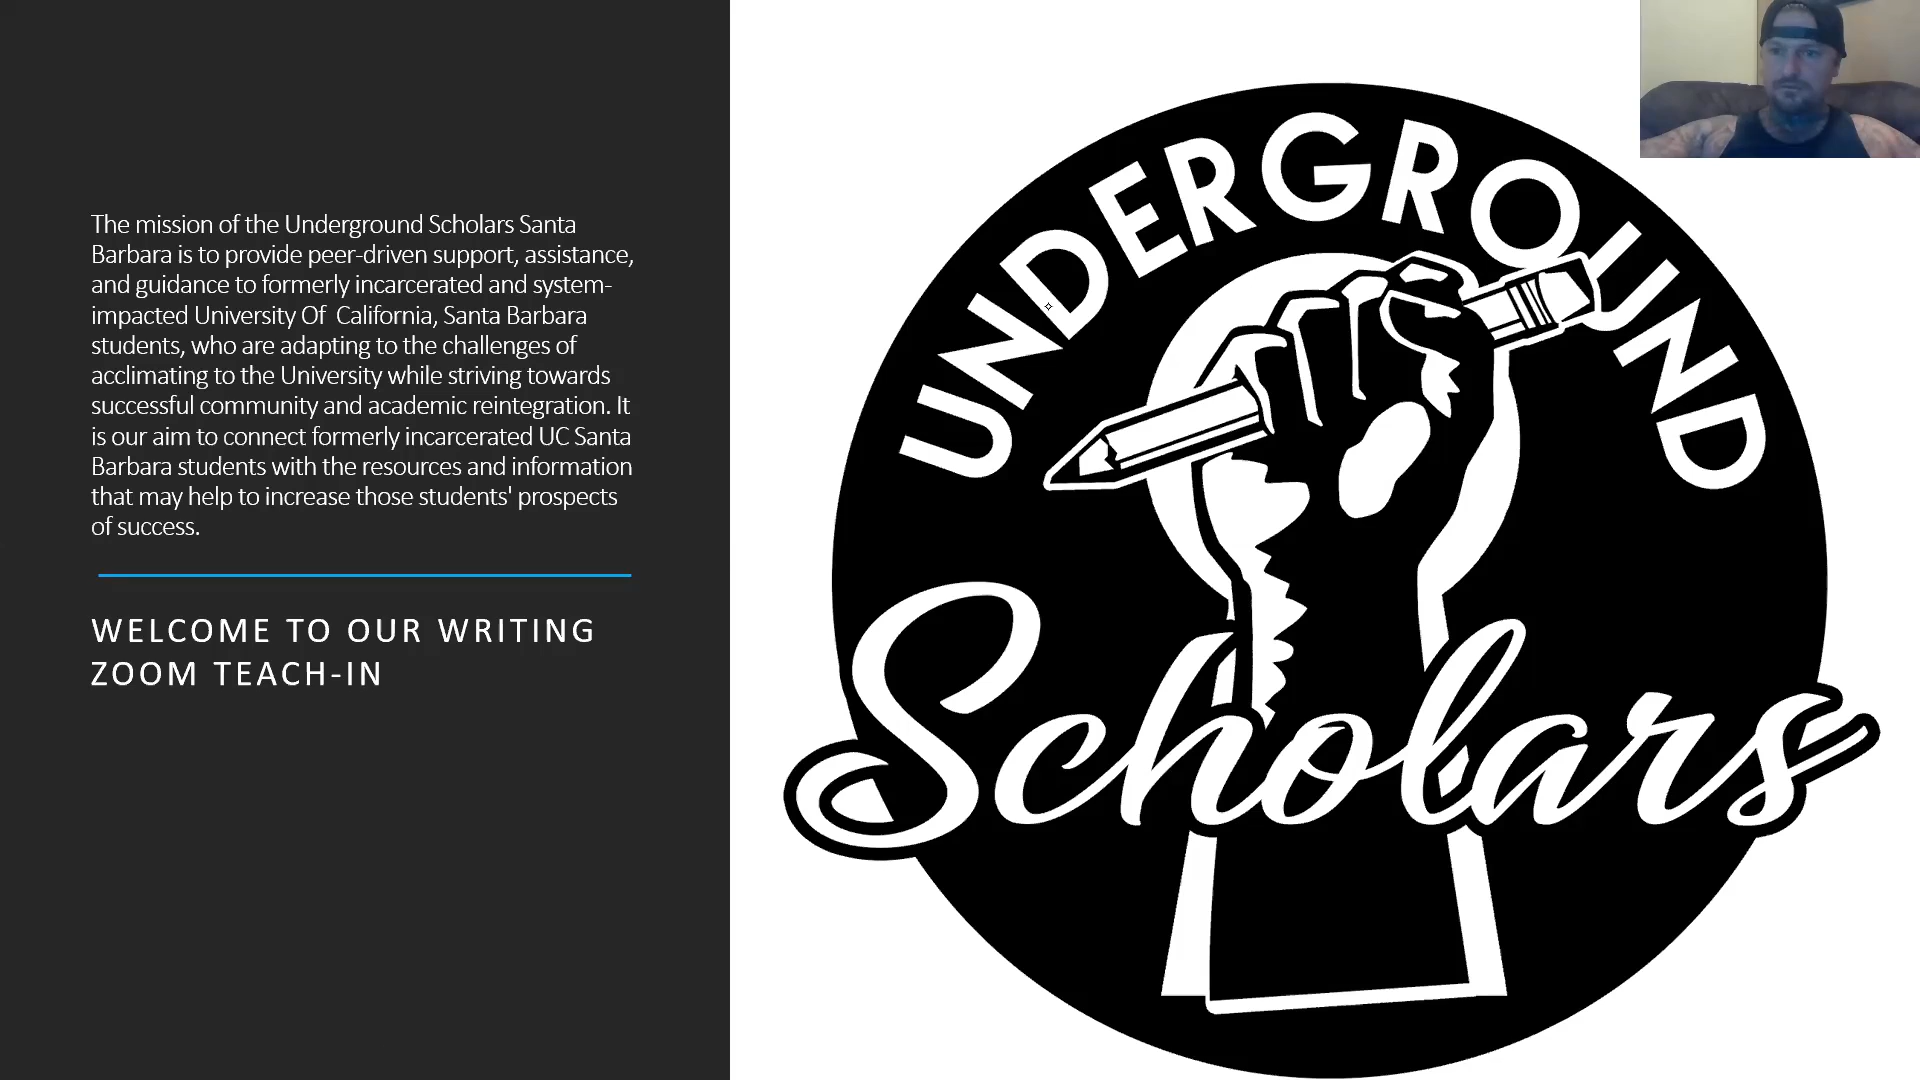 The mission of the Underground Scholars Santa
Barbara is to provide peer-driven support, assistance,
and guidance to formerly incarcerated and system-
impacted University Of  California, Santa Barbara
students, who are adapting to the challenges of
acclimating to the University while striving towards
successful community and academic reintegration. It
is our aim to connect formerly incarcerated UC Santa
Barbara students with the resources and information
that may help to increase those students' prospects
of success.
WELCOME TO OUR WRITING
ZOOM TEACH-IN
UNDERGROUND
Scholars